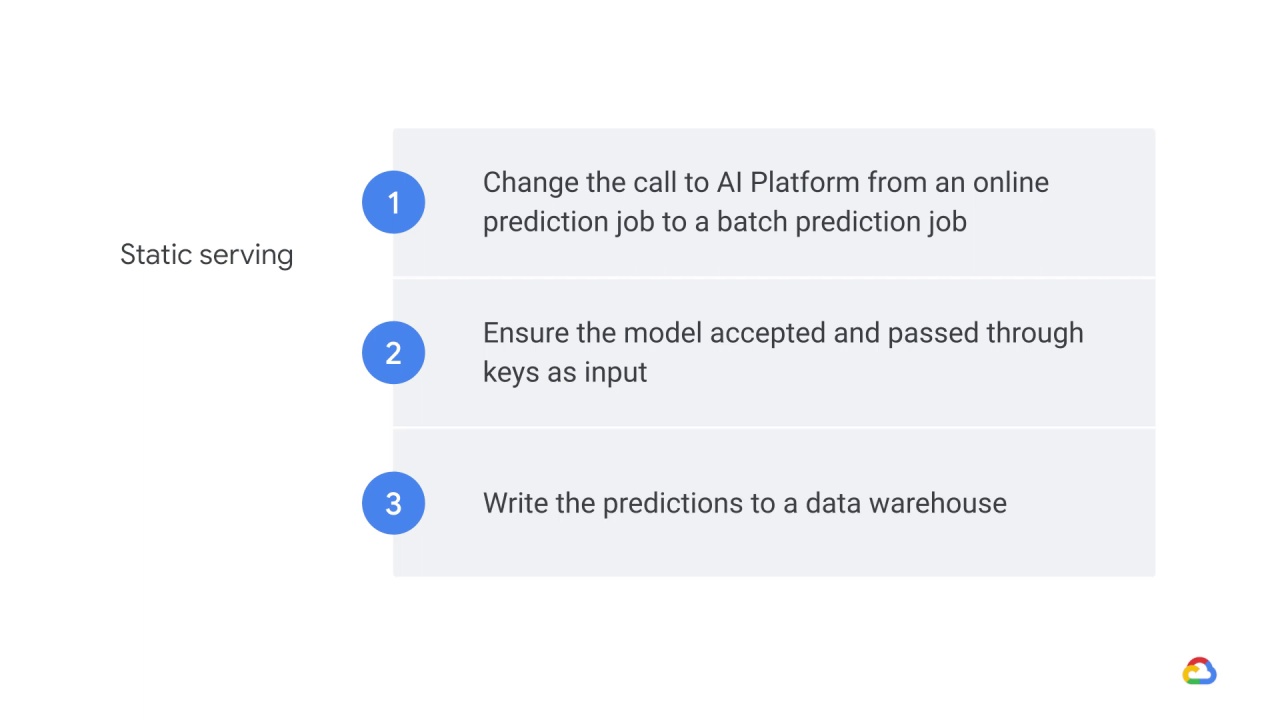 Static serving
1
Change the call to AI Platform from an online
prediction job to a batch prediction job
2
Ensure the model accepted and passed through
keys as input
3
Write the predictions to a data warehouse